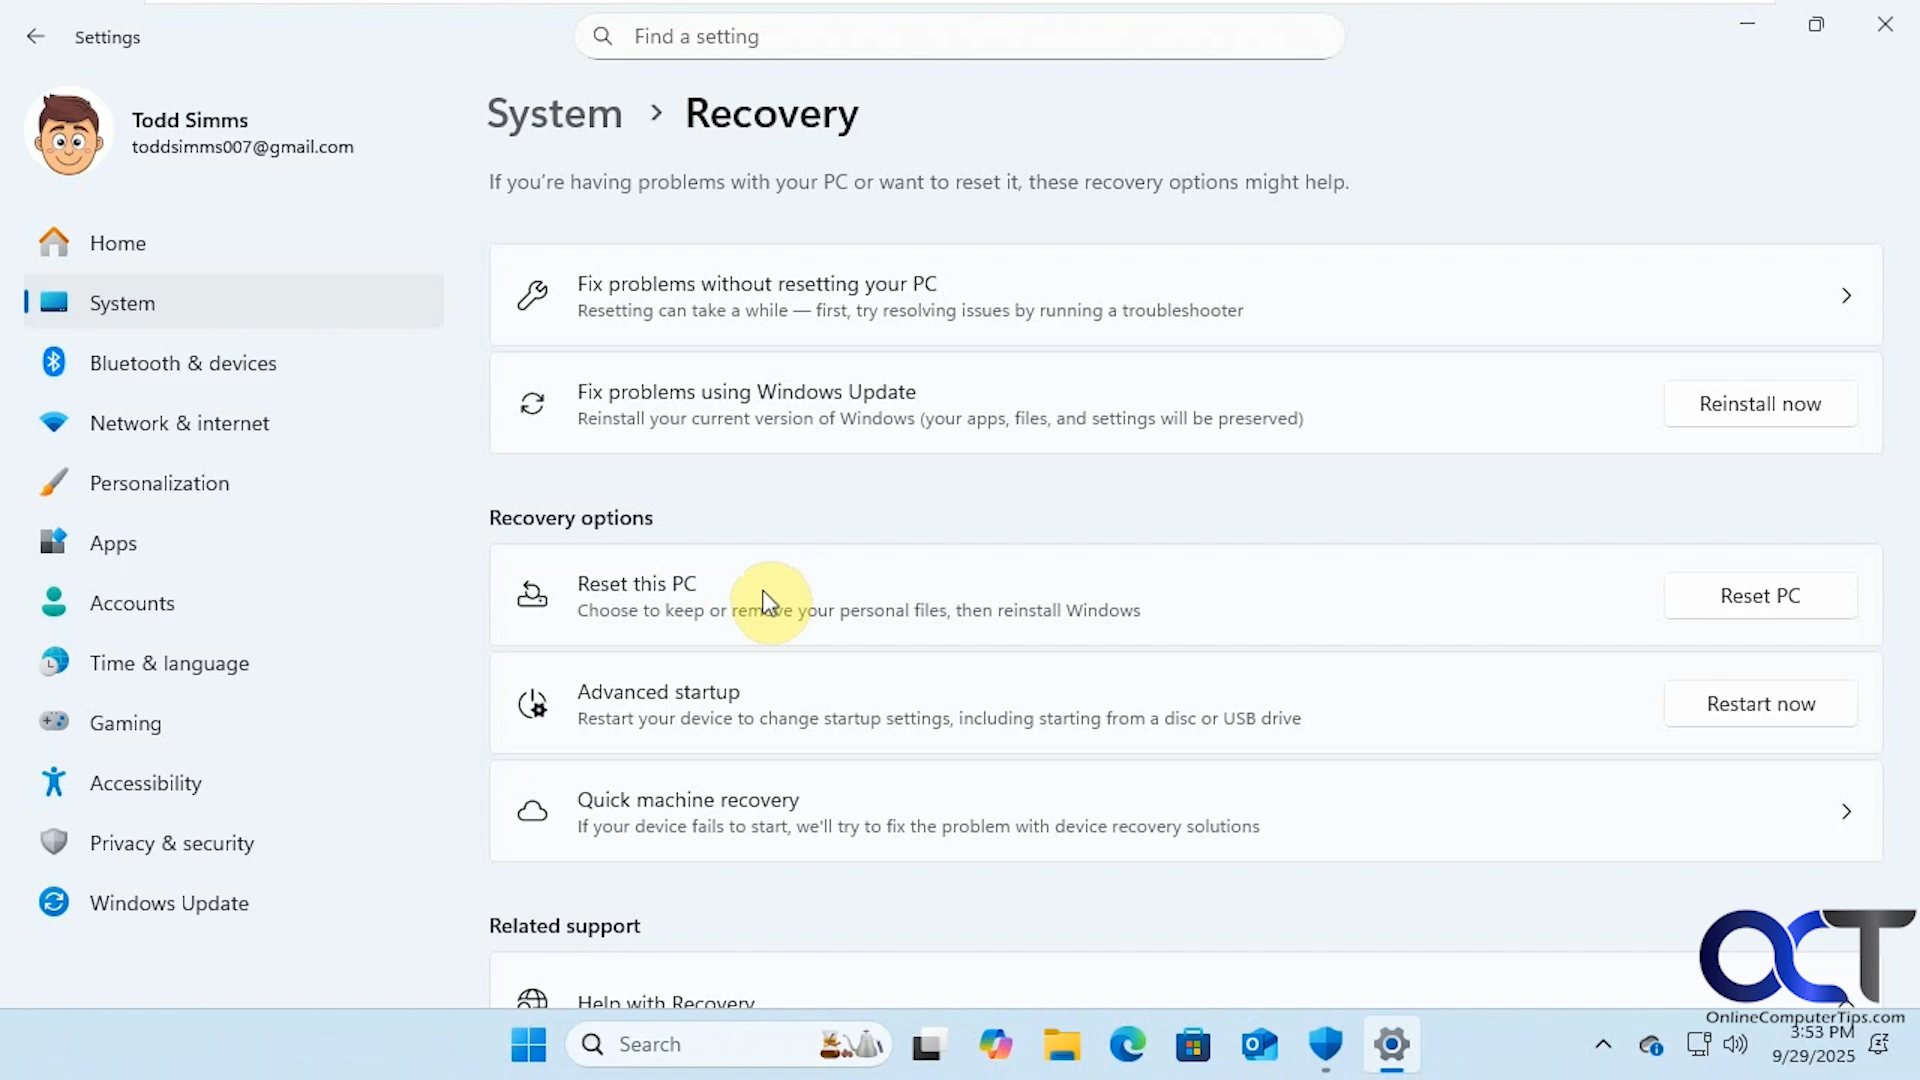 Settings
Find a setting
Todd Simms
toddsimms007@gmail.com
Home
System
Bluetooth & devices
Network & internet
Personalization
Apps
Accounts
Time & language
Gaming
Accessibility
Privacy & security
Windows Update
System > Recovery
If you're having problems with your PC or want to reset it, these recovery options might help.
Fix problems without resetting your PC
Resetting can take a while — first, try resolving issues by running a troubleshooter
Fix problems using Windows Update
Reinstall your current version of Windows (your apps, files, and settings will be preserved)
Reinstall now
Recovery options
Reset this PC
Choose to keep or remove your personal files, then reinstall Windows
Reset PC
Advanced startup
Restart your device to change startup settings, including starting from a disc or USB drive
Restart now
Quick machine recovery
If your device fails to start, we'll try to fix the problem with device recovery solutions
Related support
Help with Recovery
OCT
OnlineComputerTips.com
Search
3:53 PM
9/29/2025